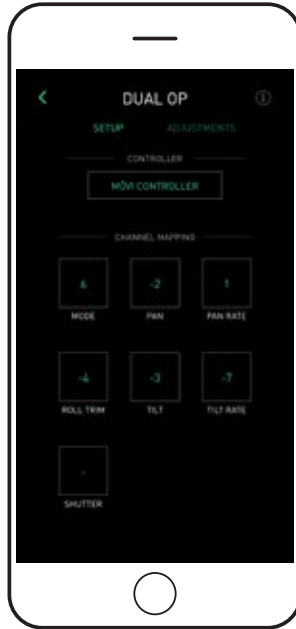 DUAL OP
SETUP ADJUSTMENTS
CONTROLLER
MŌVI CONTROLLER
CHANNEL MAPPING
6 -2 1
MODE PAN PAN RATE
-4 -3 -7
ROLL TRIM TILT TILT RATE
-
SHUTTER